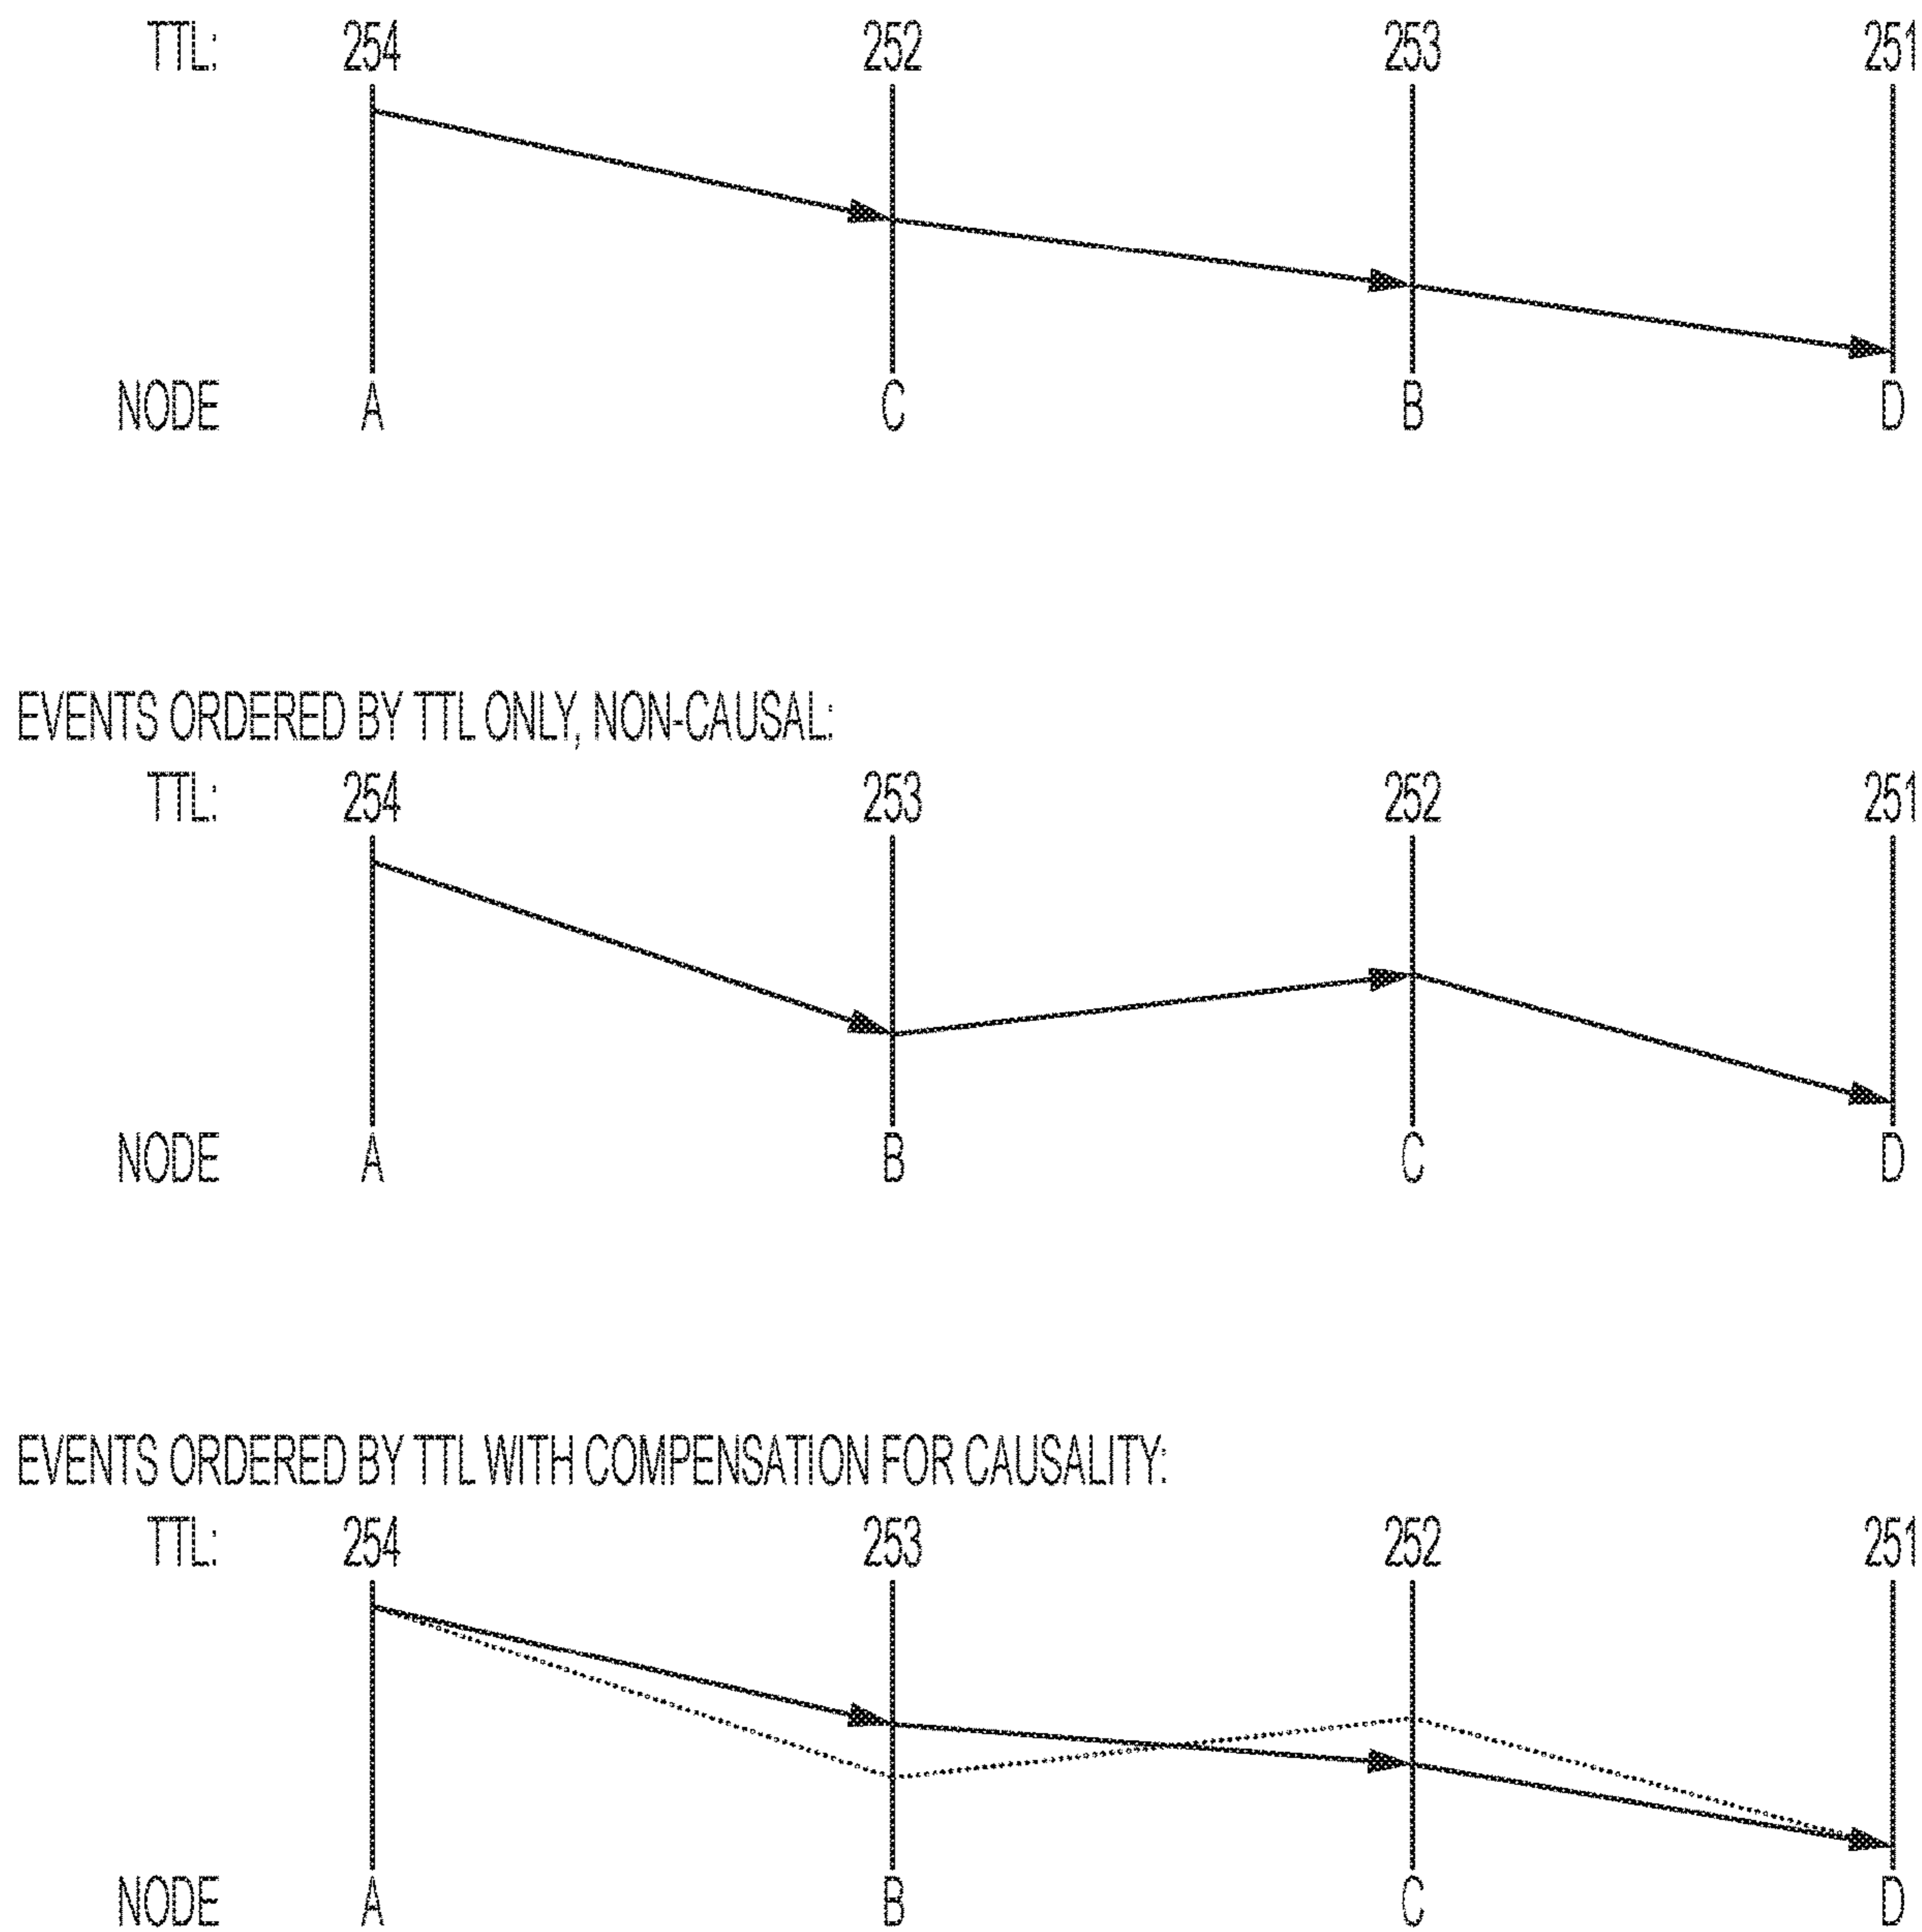 TTL: 254 252 253 251
NODE A C B D
EVENTS ORDERED BY TTL ONLY, NON-CAUSAL:
TTL: 254 253 252 251
NODE A B C D
EVENTS ORDERED BY TTL WITH COMPENSATION FOR CAUSALITY:
TTL: 254 253 252 251
NODE A B C D